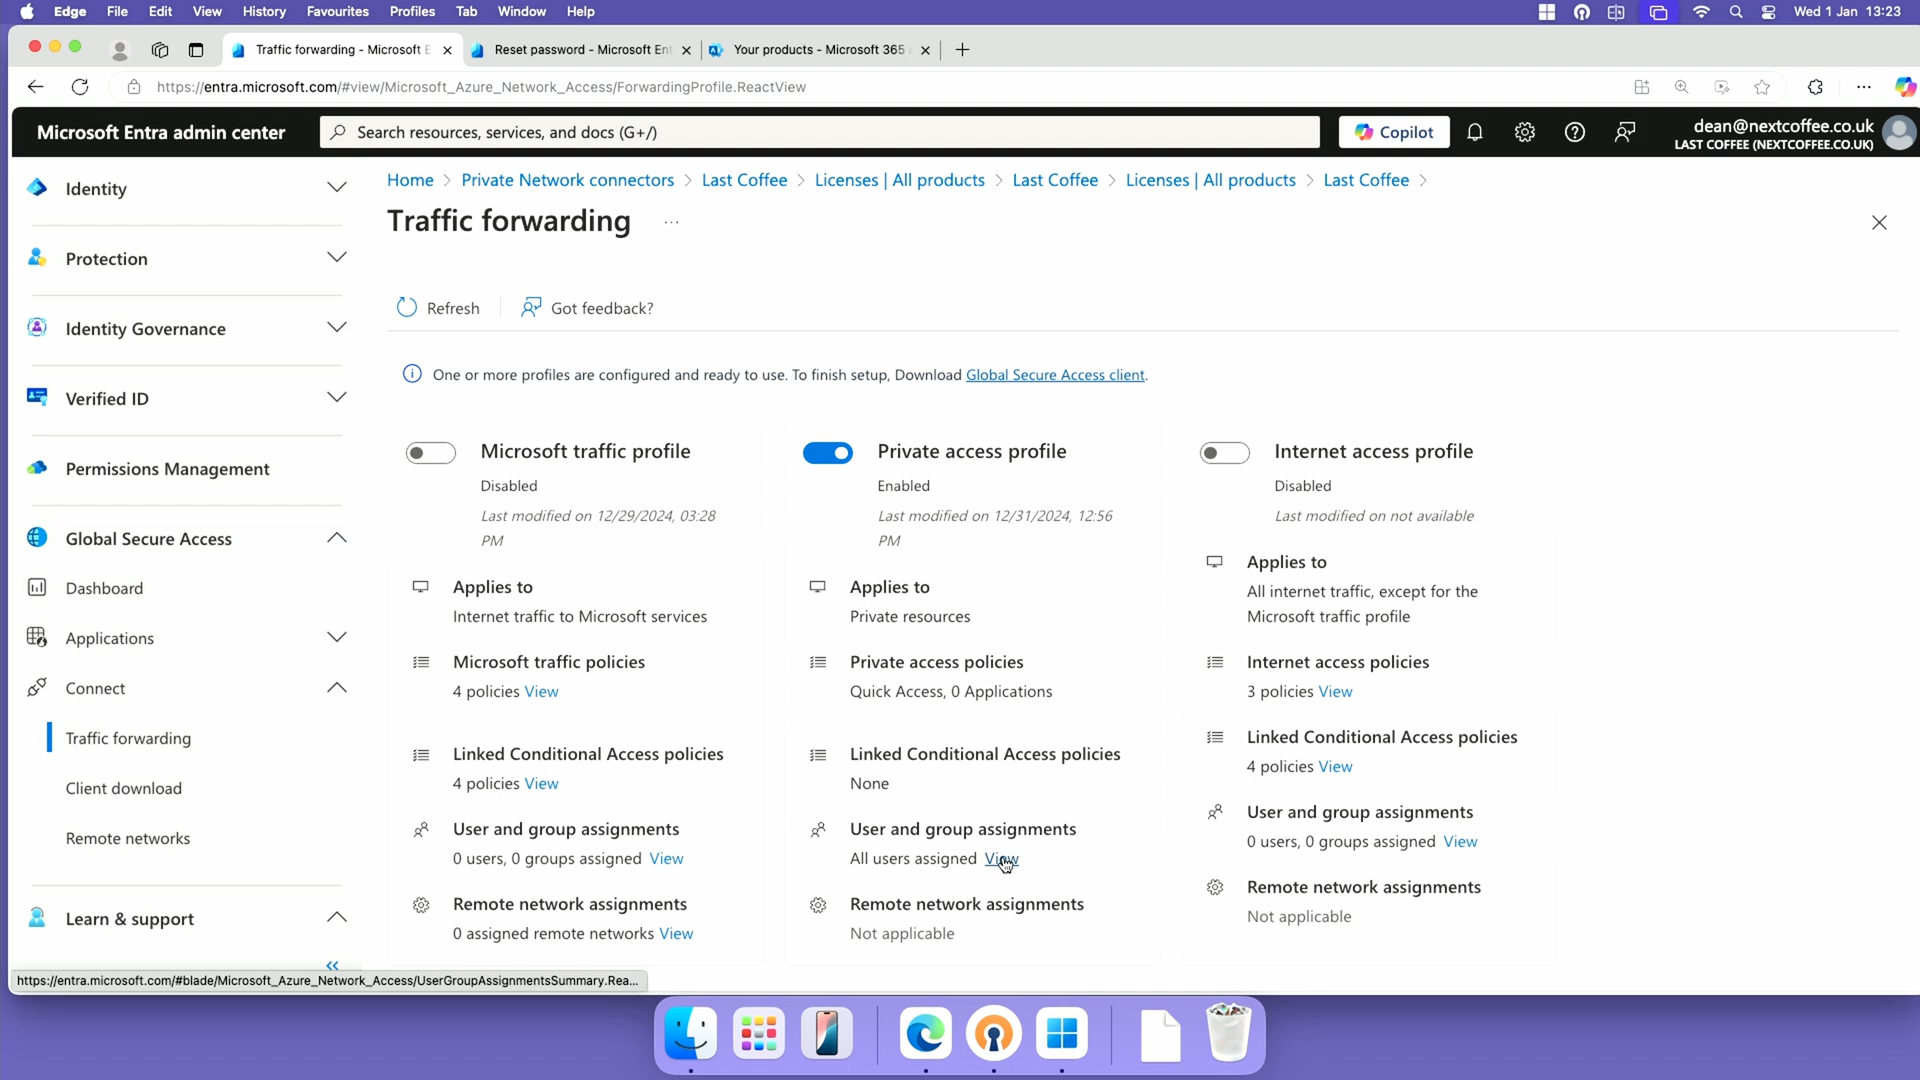 Edge File Edit View History Favourites Profiles Tab Window Help Wed 1 Jan 13:23
Traffic forwarding - Microsoft E Reset password - Microsoft Ent Your products - Microsoft 365
https://entra.microsoft.com/#view/Microsoft_Azure_Network_Access/ForwardingProfile.ReactView
Microsoft Entra admin center Search resources, services, and docs (G+/) Copilot dean@nextcoffee.co.uk
LAST COFFEE (NEXTCOFFEE.CO.UK)
Home > Private Network connectors > Last Coffee > Licenses | All products > Last Coffee > Licenses | All products > Last Coffee >
Traffic forwarding ...
Refresh Got feedback?
One or more profiles are configured and ready to use. To finish setup, Download Global Secure Access client.
Identity
Protection
Identity Governance
Verified ID
Permissions Management
Global Secure Access
Dashboard
Applications
Connect
Traffic forwarding
Client download
Remote networks
Learn & support
Microsoft traffic profile
Disabled
Last modified on 12/29/2024, 03:28
PM
Applies to
Internet traffic to Microsoft services
Microsoft traffic policies
4 policies View
Linked Conditional Access policies
4 policies View
User and group assignments
0 users, 0 groups assigned View
Remote network assignments
0 assigned remote networks View
Private access profile
Enabled
Last modified on 12/31/2024, 12:56
PM
Applies to
Private resources
Private access policies
Quick Access, 0 Applications
Linked Conditional Access policies
None
User and group assignments
All users assigned View
Remote network assignments
Not applicable
Internet access profile
Disabled
Last modified on not available
Applies to
All internet traffic, except for the
Microsoft traffic profile
Internet access policies
3 policies View
Linked Conditional Access policies
4 policies View
User and group assignments
0 users, 0 groups assigned View
Remote network assignments
Not applicable
https://entra.microsoft.com/#blade/Microsoft_Azure_Network_Access/UserGroupAssignmentsSummary.Rea...